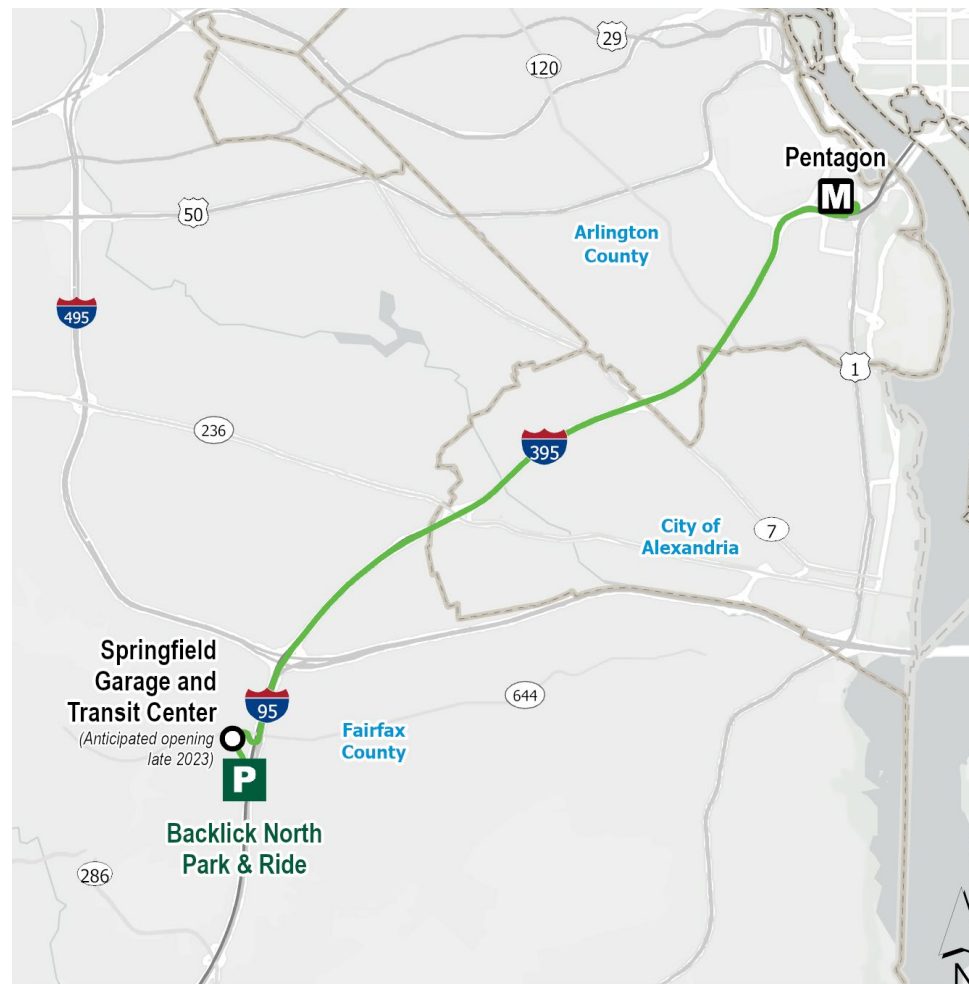 29
120
Pentagon
M
50
Arlington
County
495
1
236
395
City of
Alexandria
7
Springfield
Garage and
Transit Center
(Anticipated opening
late 2023)
644
95
Fairfax
County
P
Backlick North
Park & Ride
286
N